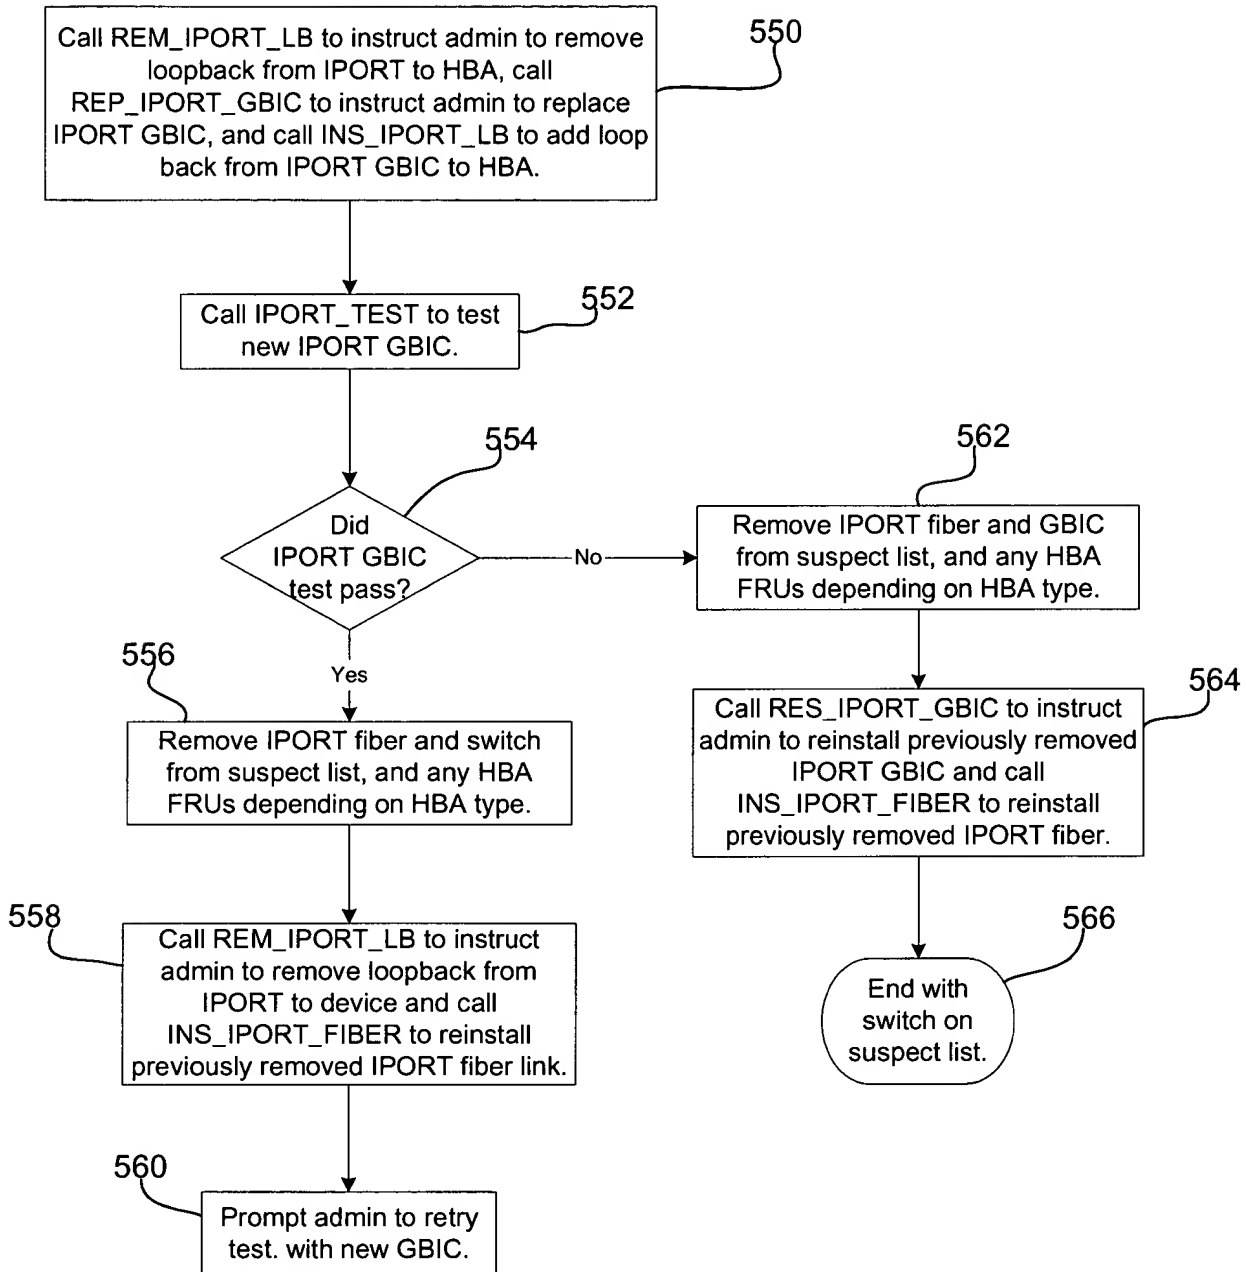 Call REM_IPORT_LB to instruct admin to remove
loopback from IPORT to HBA, call
REP_IPORT_GBIC to instruct admin to replace
IPORT GBIC, and call INS_IPORT_LB to add loop
back from IPORT GBIC to HBA.
550
Call IPORT_TEST to test
new IPORT GBIC.
552
Did
IPORT GBIC
test pass?
554
No
Yes
562
Remove IPORT fiber and GBIC
from suspect list, and any HBA
FRUs depending on HBA type.
556
Remove IPORT fiber and switch
from suspect list, and any HBA
FRUs depending on HBA type.
564
Call RES_IPORT_GBIC to instruct
admin to reinstall previously removed
IPORT GBIC and call
INS_IPORT_FIBER to reinstall
previously removed IPORT fiber.
558
Call REM_IPORT_LB to instruct
admin to remove loopback from
IPORT to device and call
INS_IPORT_FIBER to reinstall
previously removed IPORT fiber link.
566
End with
switch on
suspect list.
560
Prompt admin to retry
test. with new GBIC.